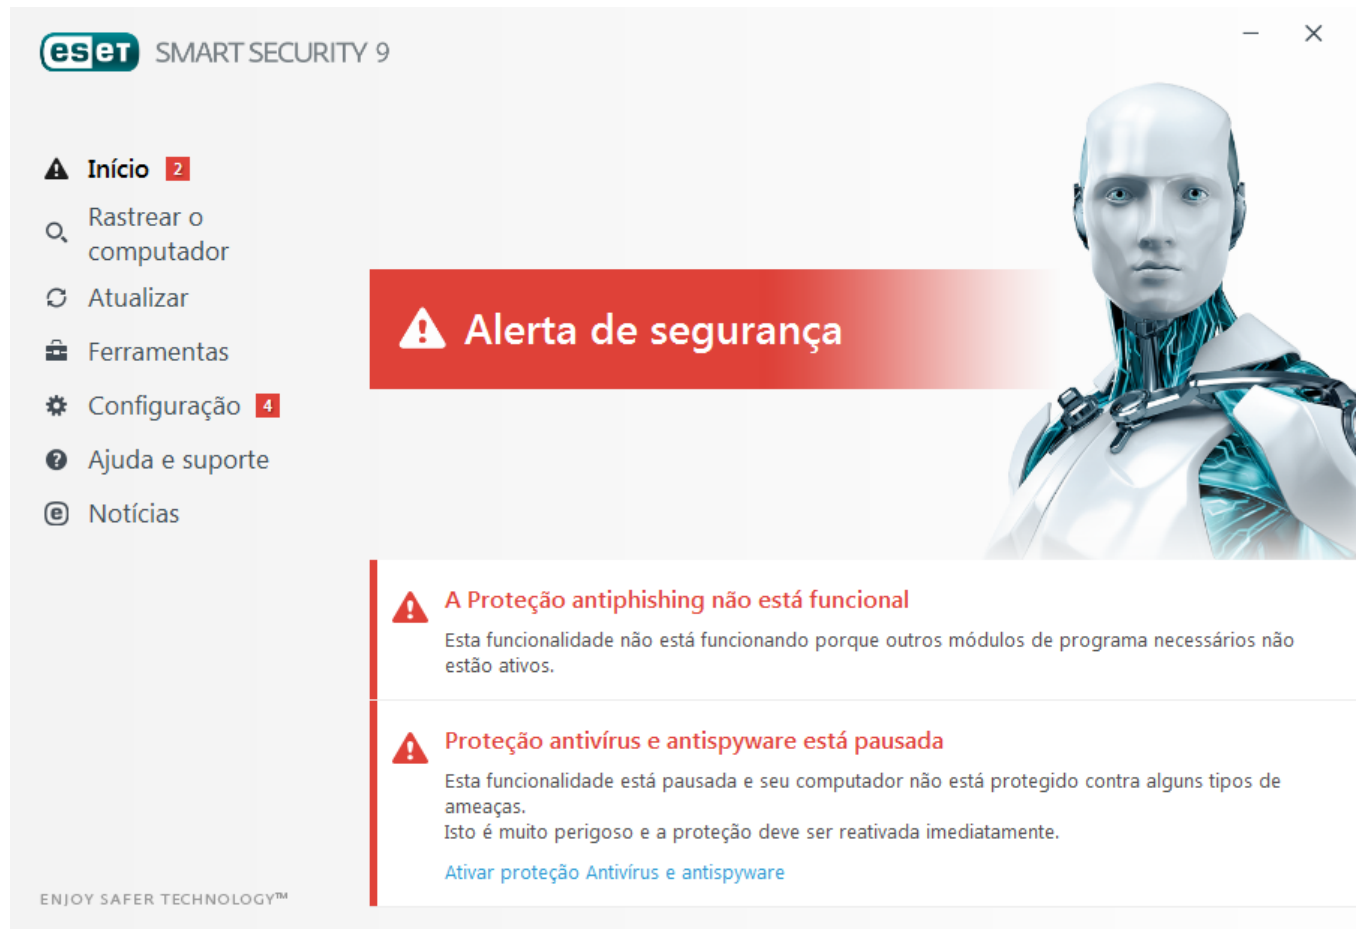 eset SMART SECURITY 9
Início 2
Rastrear o
computador
Atualizar
Ferramentas
Configuração 4
Ajuda e suporte
e Notícias
ENJOY SAFER TECHNOLOGY™
Alerta de segurança
A Proteção antiphishing não está funcional
Esta funcionalidade não está funcionando porque outros módulos de programa necessários não
estão ativos.
Proteção antivírus e antispyware está pausada
Esta funcionalidade está pausada e seu computador não está protegido contra alguns tipos de
ameaças.
Isto é muito perigoso e a proteção deve ser reativada imediatamente.
Ativar proteção Antivírus e antispyware